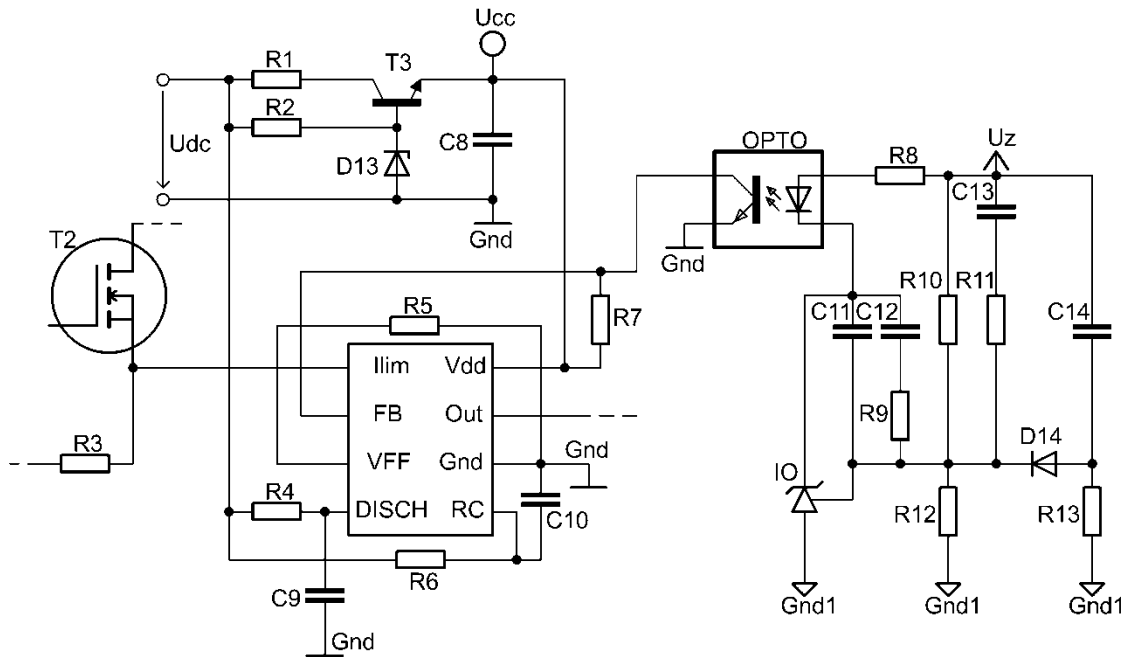 Ucc
R1
T3
R2
Udc
D13
C8
OPTO
Uz
R8
C13
T2
Gnd
Gnd
R10
R11
C11
C12
C14
R5
R7
Ilim
Vdd
FB
Out
R9
R3
VFF
Gnd
Gnd
D14
IO
R4
DISCH
RC
C10
R12
R13
R6
C9
Gnd
Gnd1
Gnd1
Gnd1